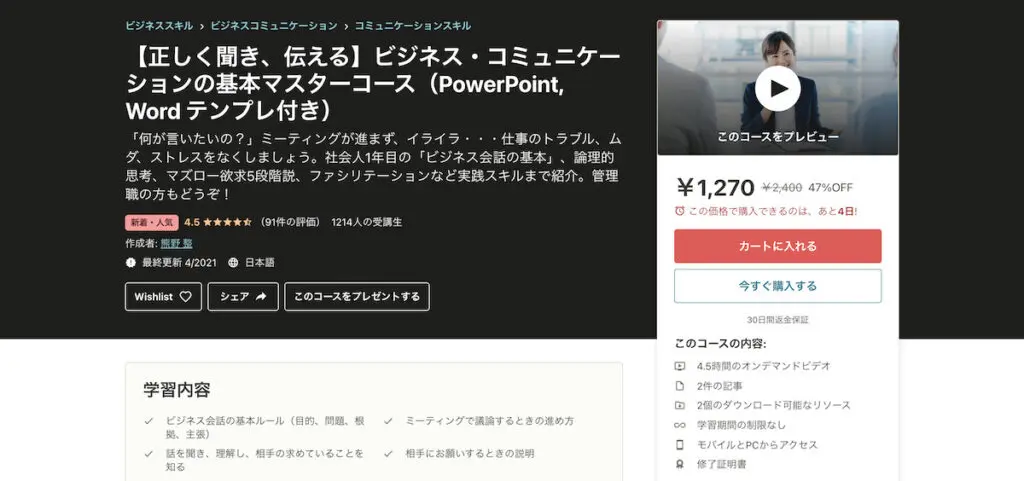 ビジネススキル › ビジネスコミュニケーション › コミュニケーションスキル
【正しく聞き、伝える】ビジネス・コミュニケー
ションの基本マスターコース（PowerPoint,
Word テンプレ付き）
「何が言いたいの？」ミーティングが進まず、イライラ・・・仕事のトラブル、ム
ダ、ストレスをなくしましょう。社会人1年目の「ビジネス会話の基本」、論理的
思考、マズロー欲求5段階説、ファシリテーションなど実践スキルまで紹介。管理
職の方もどうぞ！
新着・人気 4.5 （91件の評価） 1214人の受講生
作成者: 熊野 整
最終更新 4/2021 日本語
Wishlist シェア このコースをプレゼントする
このコースをプレビュー
￥1,270 ￥2,400 47%OFF
この価格で購入できるのは、あと4日!
カートに入れる
今すぐ購入する
30日間返金保証
このコースの内容:
4.5時間のオンデマンドビデオ
2件の記事
2個のダウンロード可能なリソース
学習期間の制限なし
モバイルとPCからアクセス
修了証明書
学習内容
ビジネス会話の基本ルール（目的、問題、根
拠、主張）
ミーティングで議論するときの進め方
話を聞き、理解し、相手の求めていることを
知る
相手にお願いするときの説明